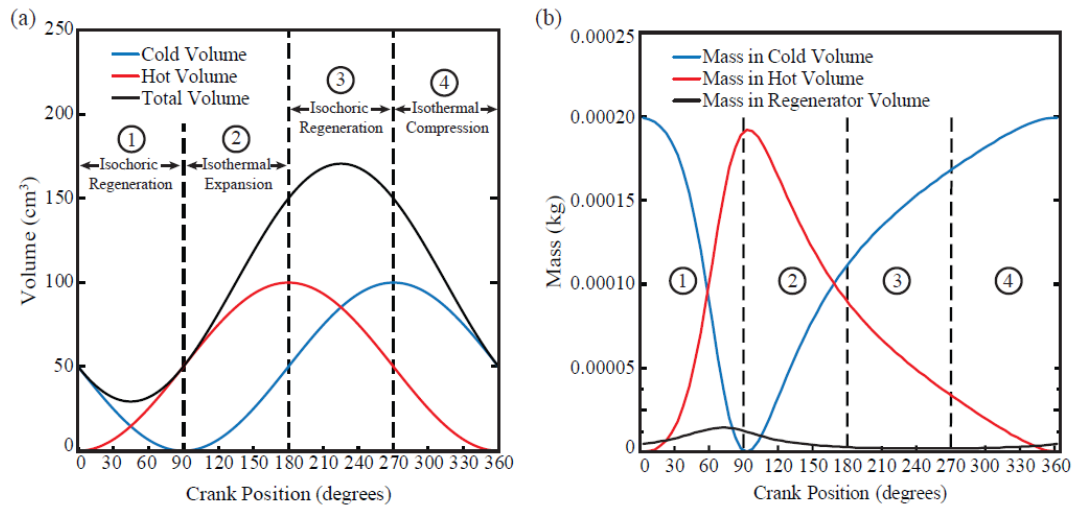 (a)
250
200
150
100
50
0
Volume (cm³)
Cold Volume
Hot Volume
Total Volume
①
Isochoric
Regeneration
②
Isothermal
Expansion
③
Isochoric
Regeneration
④
Isothermal
Compression
0 30 60 90 120 150 180 210 240 270 300 330 360
Crank Position (degrees)
(b)
0.00025
0.00020
0.00015
0.00010
0.00005
0
Mass (kg)
Mass in Cold Volume
Mass in Hot Volume
Mass in Regenerator Volume
① ② ③ ④
0 30 60 90 120 150 180 210 240 270 300 330 360
Crank Position (degrees)